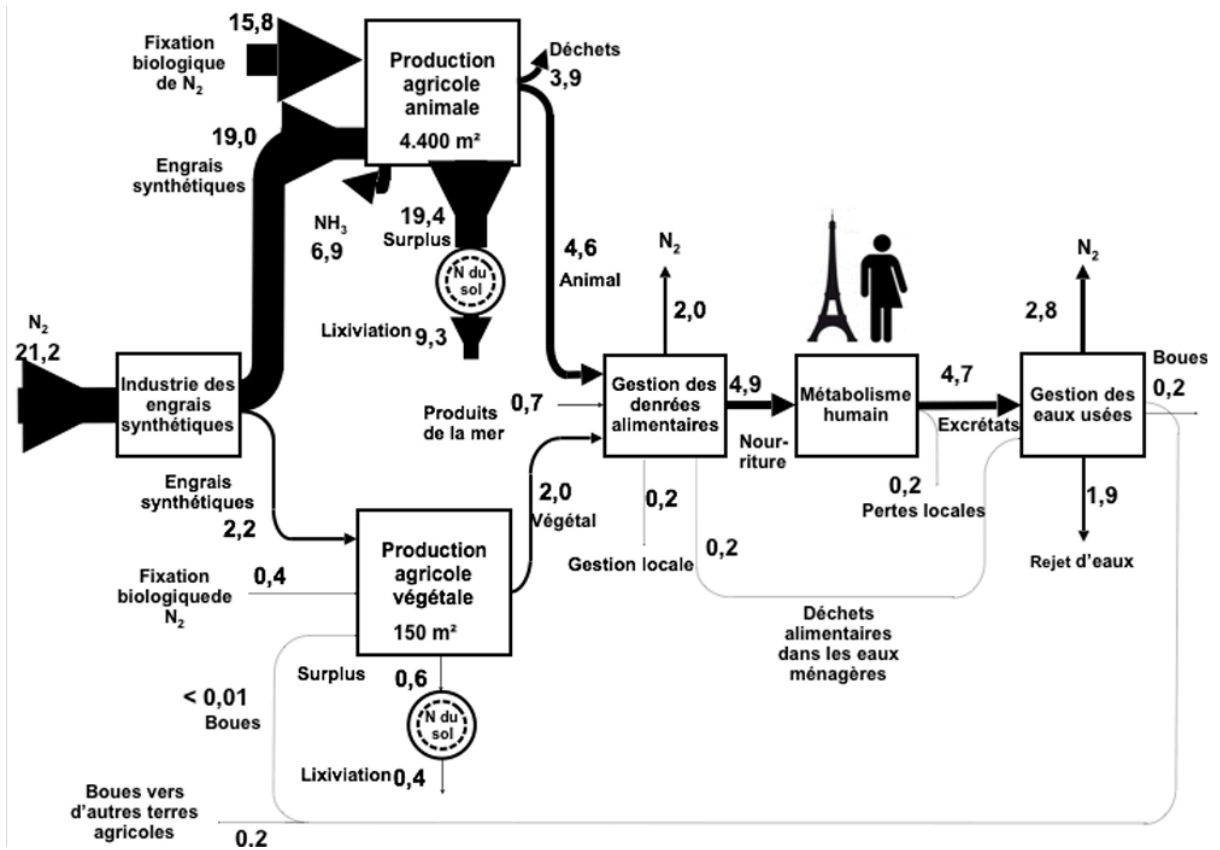 15,8
Fixation
biologique
de N₂
Production
agricole
animale
4.400 m²
Déchets
3,9
19,0
Engrais
synthétiques
NH₃
6,9
19,4
Surplus
N du
sol
Lixiviation
9,3
4,6
Animal
N₂
2,0
N₂
2,8
N₂
21,2
Industrie des
engrais
synthétiques
Produits
de la mer
0,7
Gestion des
denrées
alimentaires
4,9
Nour-
riture
Métabolisme
humain
4,7
Excrétats
Gestion des
eaux usées
Boues
0,2
Engrais
synthétiques
2,2
2,0
Végétal
0,2
Gestion locale
0,2
0,2
Pertes locales
1,9
Rejet d'eaux
Fixation
biologiquede
N₂
0,4
Production
agricole
végétale
150 m²
Déchets
alimentaires
dans les eaux
ménagères
Surplus
0,6
< 0,01
Boues
N du
sol
Lixiviation
0,4
Boues vers
d'autres terres
agricoles
0,2